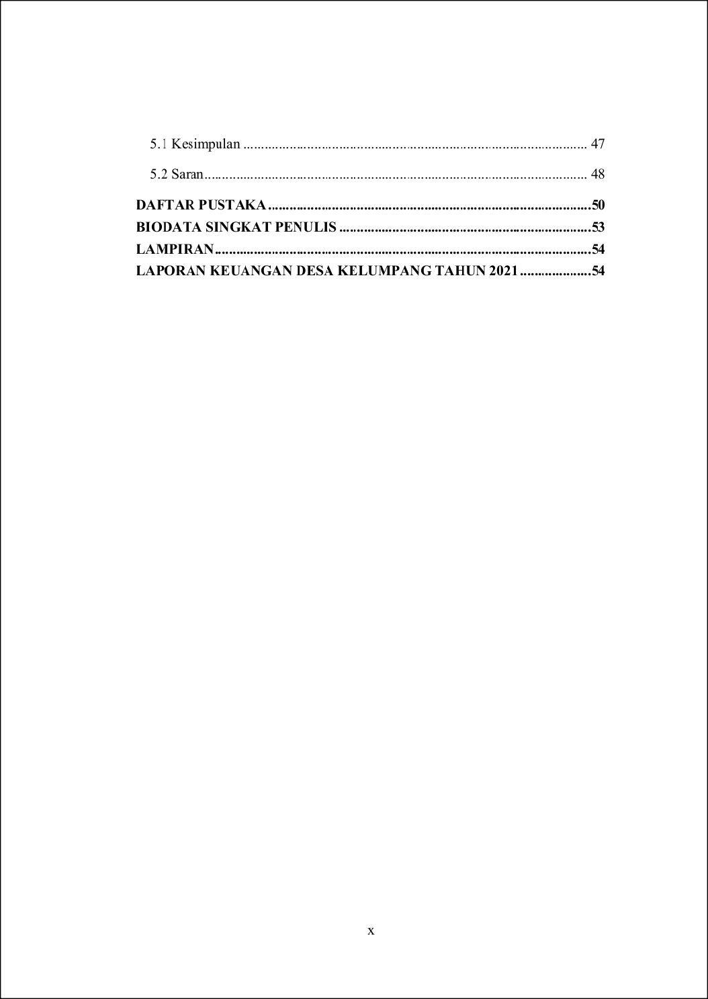 5.1 Kesimpulan ................................................................................................. 47
5.2 Saran............................................................................................................ 48
DAFTAR PUSTAKA ...........................................................................................50
BIODATA SINGKAT PENULIS .......................................................................53
LAMPIRAN..........................................................................................................54
LAPORAN KEUANGAN DESA KELUMPANG TAHUN 2021 ....................54
x